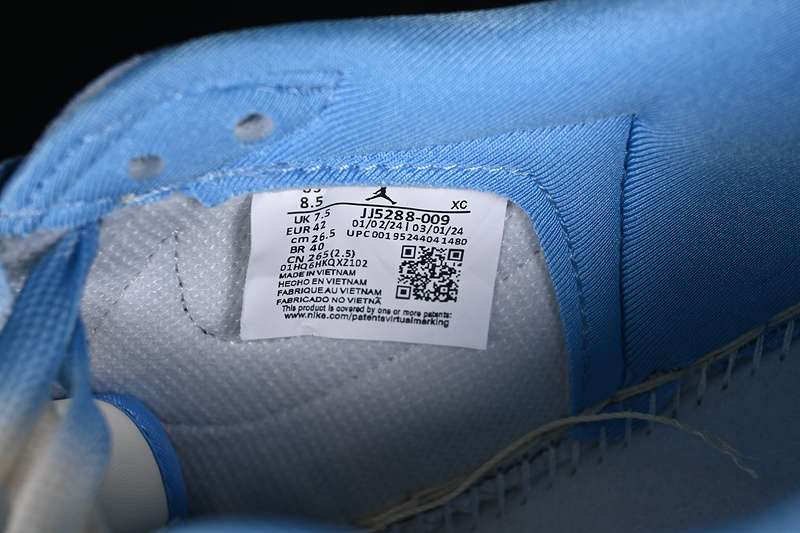 8.5 XC
UK 7.5 JJ5288-009
EUR 42 01/02/24 | 03/01/24
cm 26.5 UPC00195244041480
BR 40
CN 265(2.5)
01HQ6HKQXZ102
MADE IN VIETNAM
HECHO EN VIETNAM
FABRIQUE AU VIETNAM
FABRICADO NO VIETNÃ
This product is covered by one or more patents:
www.nike.com/patentsvirtualmarking